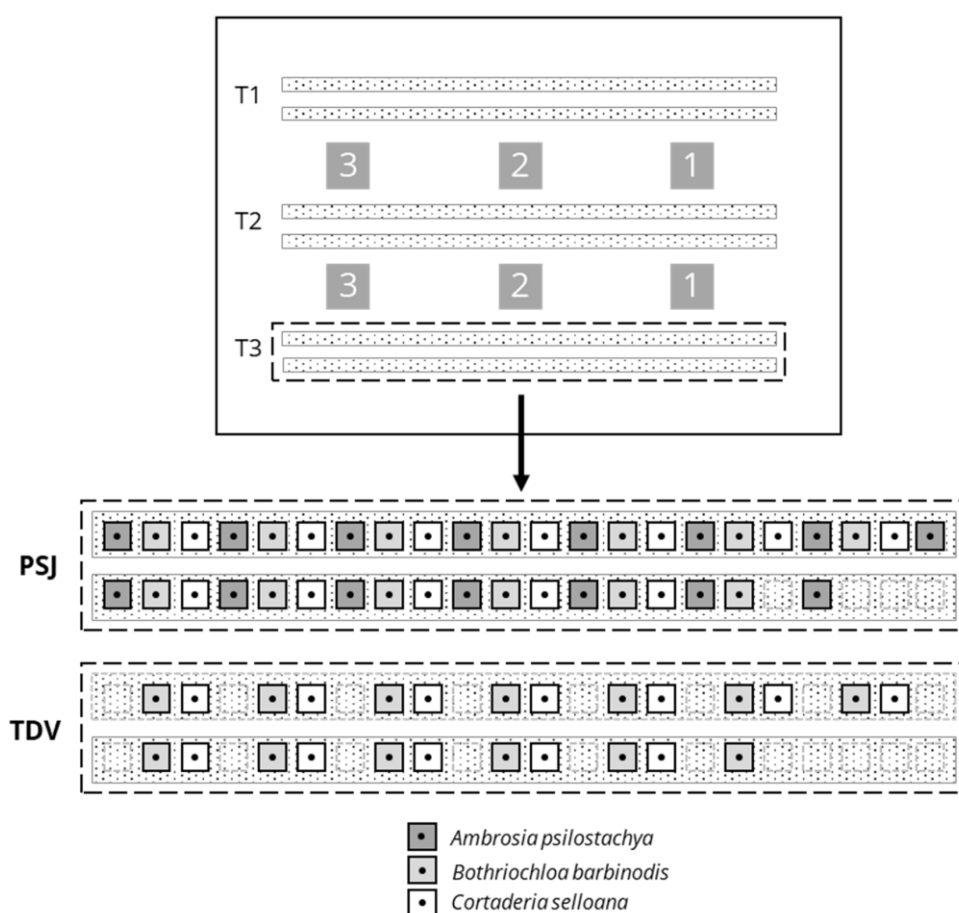 T1
3 2 1
T2
3 2 1
T3
PSJ
TDV
Ambrosia psilostachya
Bothriochloa barbinodis
Cortaderia selloana